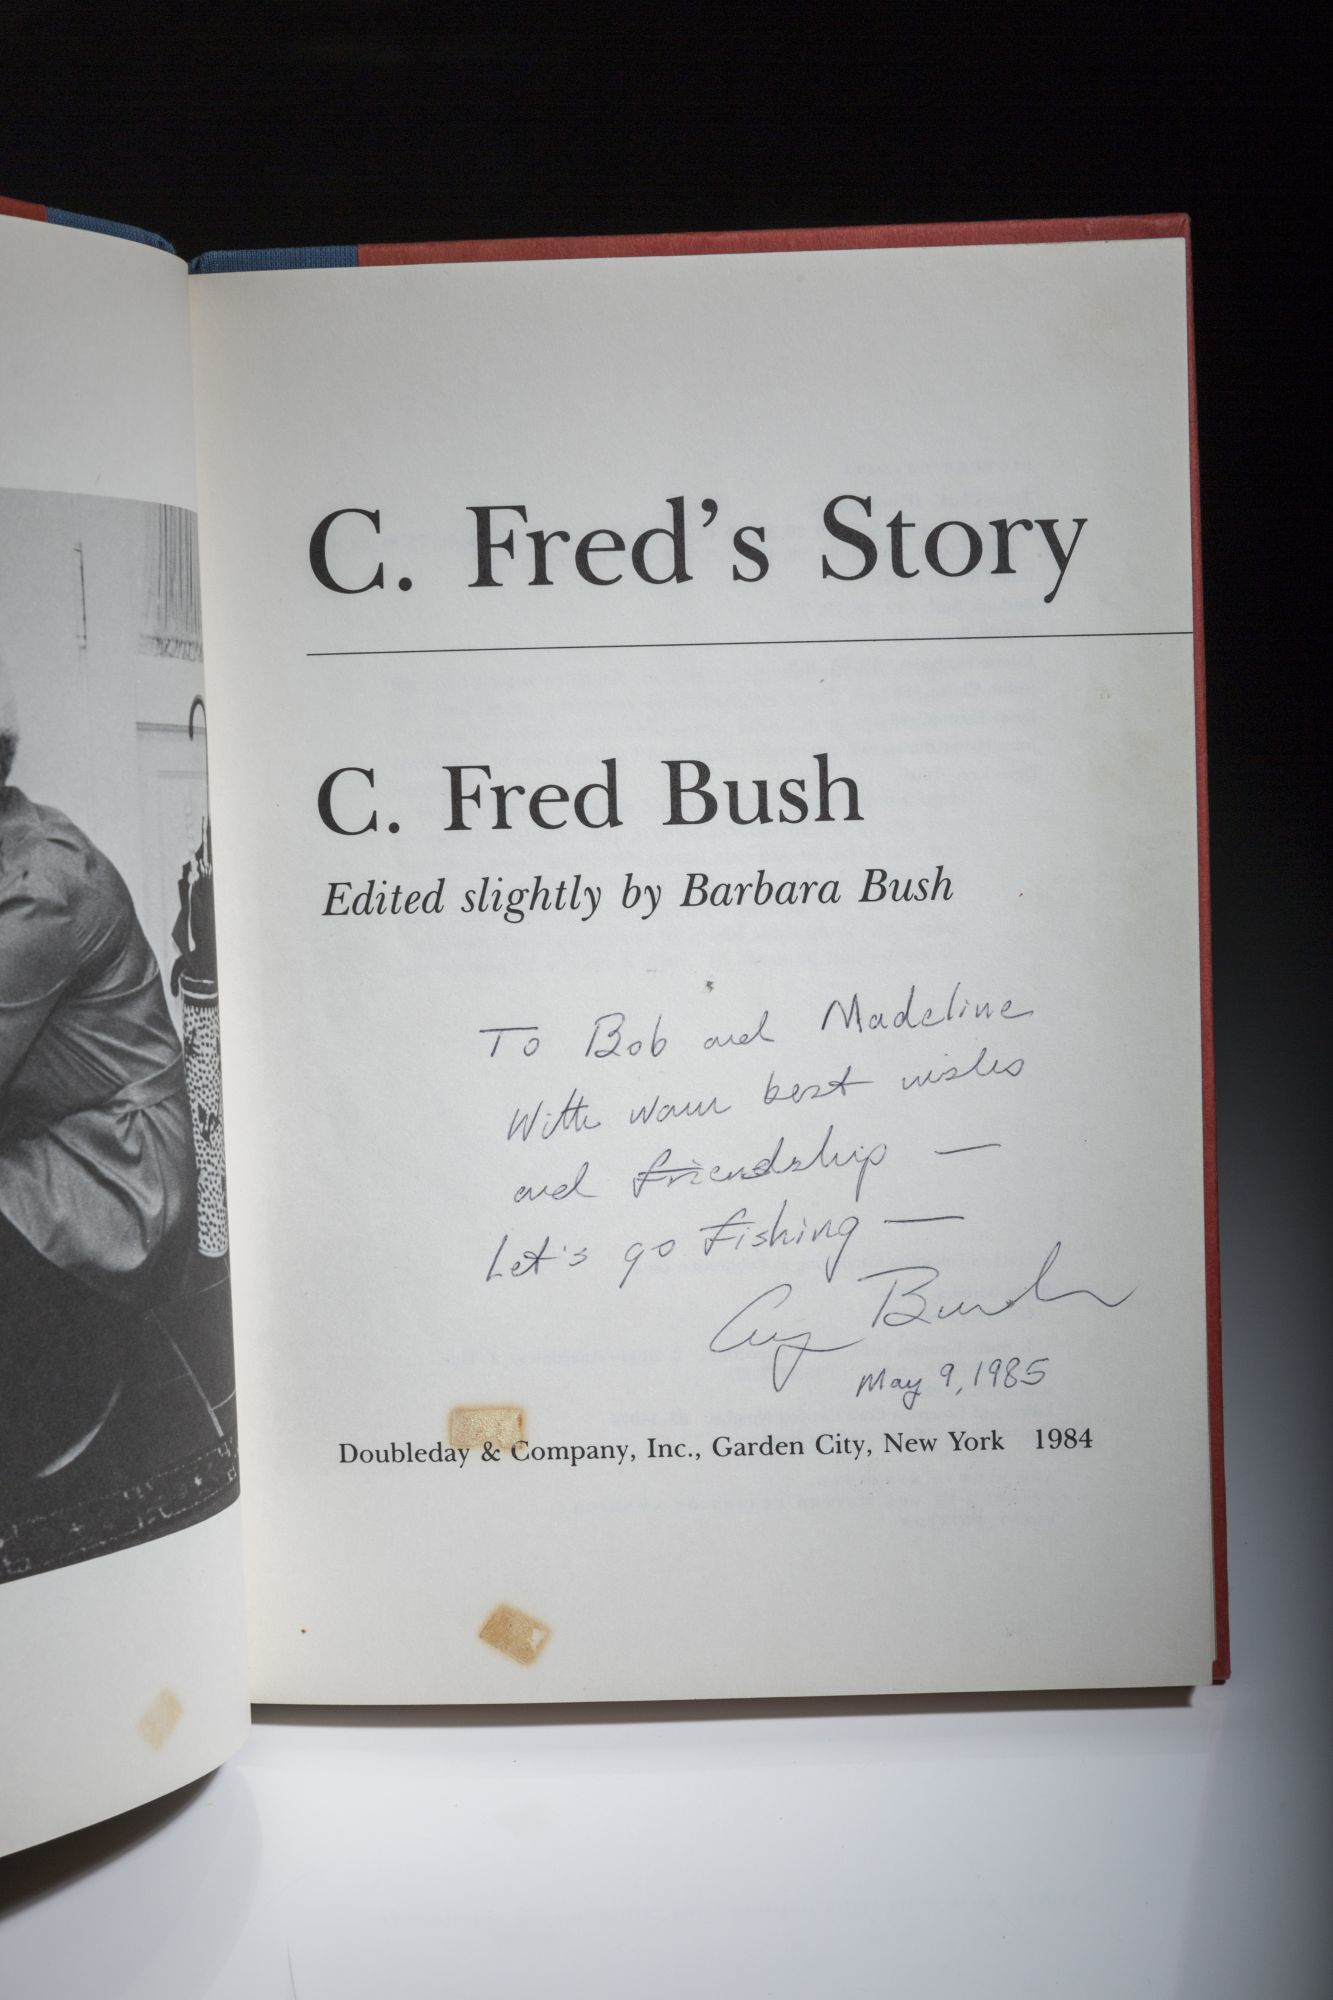 C. Fred's Story
C. Fred Bush
Edited slightly by Barbara Bush
To Bob and Madeline
With warm best wishes
and friendship —
Let's go fishing —
Bush
May 9, 1985
Doubleday & Company, Inc., Garden City, New York 1984